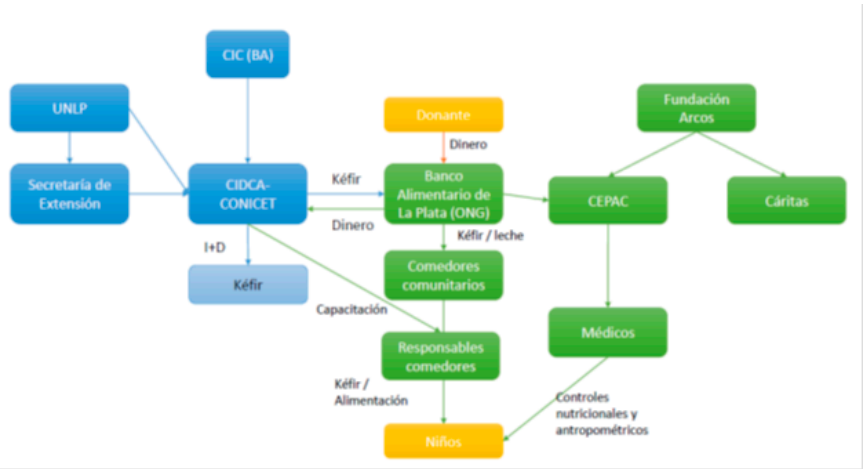 CIC (BA)
UNLP
Donante
Fundación
Arcos
Dinero
Secretaría de
Extensión
CIDCA-
CONICET
Kéfir
Dinero
Banco
Alimentario de
La Plata (ONG)
CEPAC
Cáritas
Kéfir / leche
I+D
Kéfir
Comedores
comunitarios
Capacitación
Responsables
comedores
Médicos
Kéfir /
Alimentación
Controles
nutricionales y
antropométricos
Niños